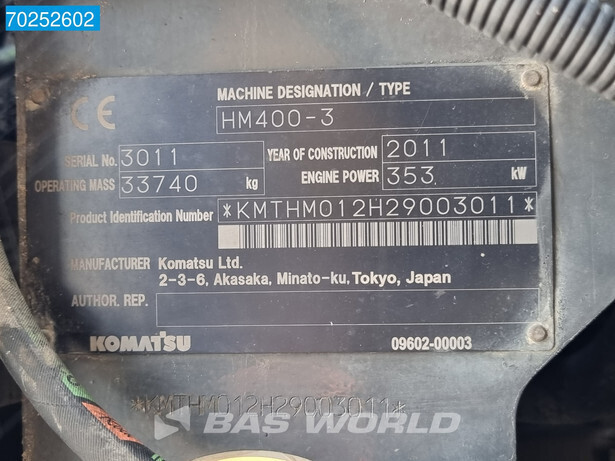 70252602
CE
MACHINE DESIGNATION / TYPE
HM400-3
SERIAL No. 3011 YEAR OF CONSTRUCTION 2011
OPERATING MASS 33740 kg ENGINE POWER 353 kW
Product Identification Number *KMTHM012H29003011*
MANUFACTURER Komatsu Ltd.
2-3-6, Akasaka, Minato-ku, Tokyo, Japan
AUTHOR. REP.
KOMATSU 09602-00003
*KMTHM012H29003011*
BAS WORLD